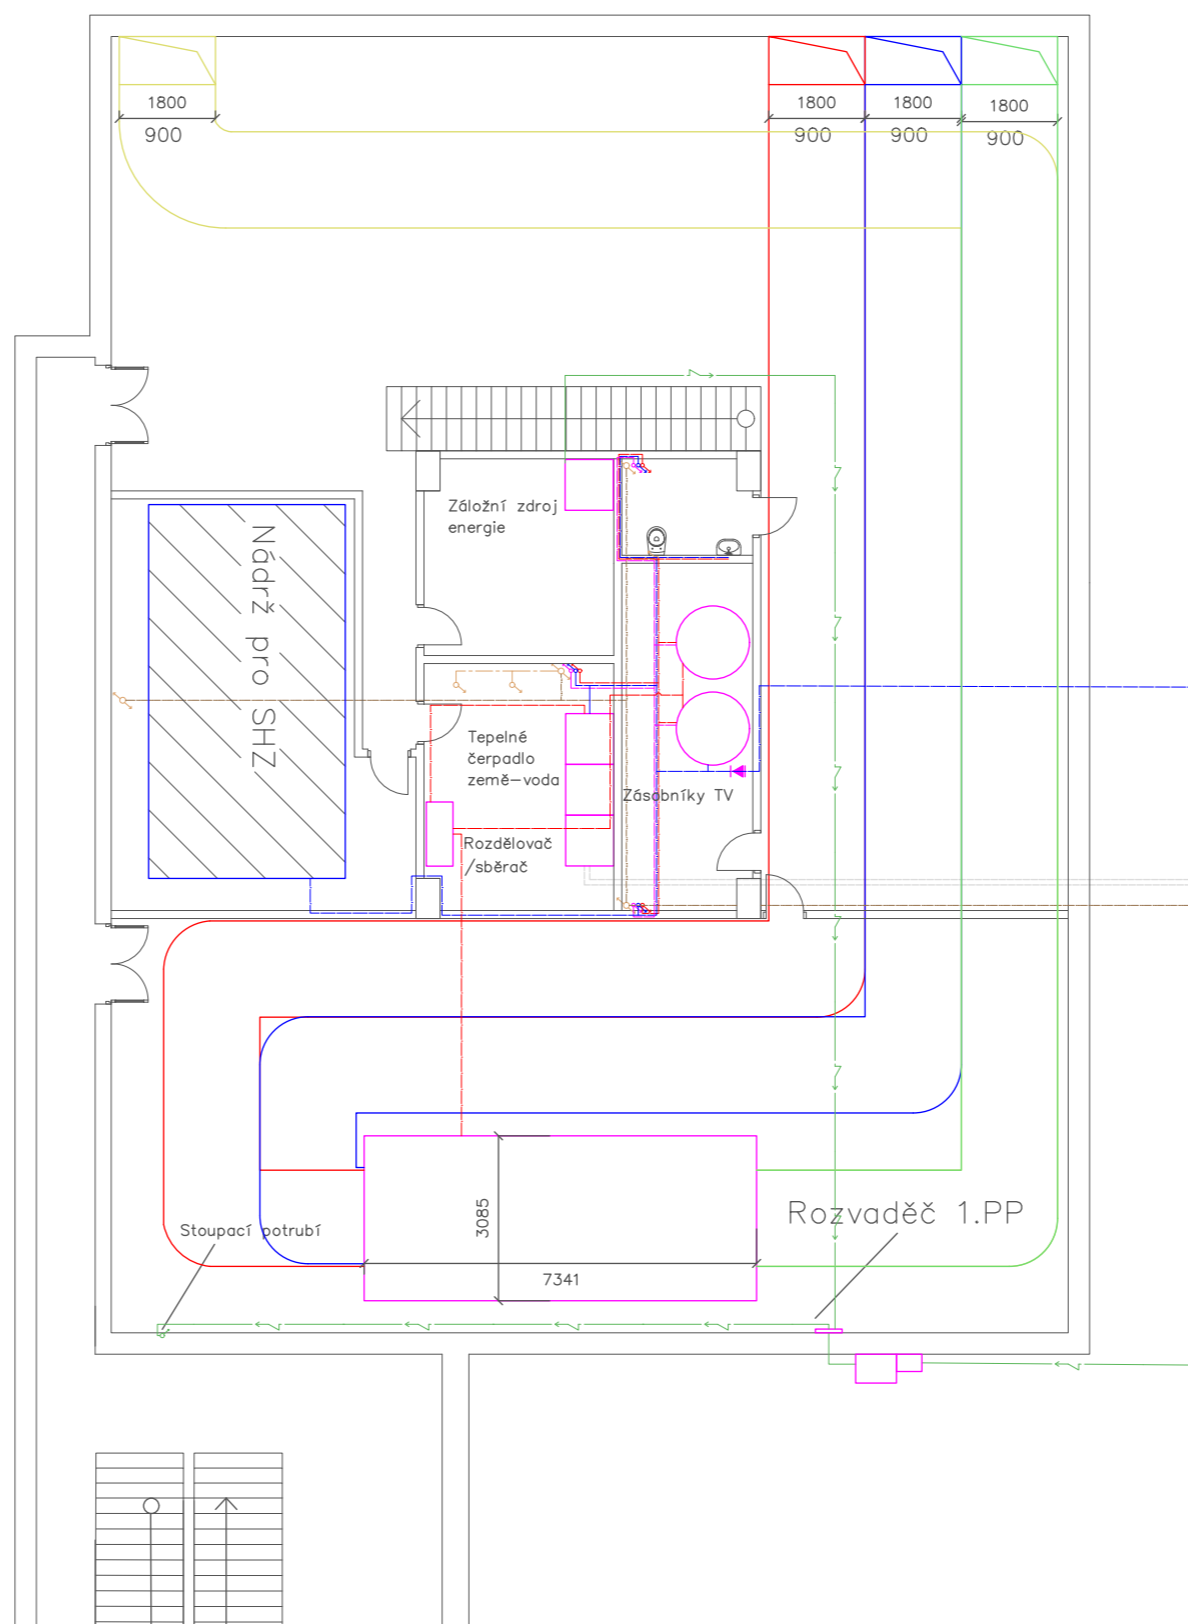 1800
900
1800
900
1800
900
1800
900
Záložní zdroj
energie
Nádrž pro SHZ
Tepelné
čerpadlo
země-voda
Zásobníky TV
Rozdělovač
/sběrač
3085
7341
Rozvaděč 1.PP
Stoupací potrubí